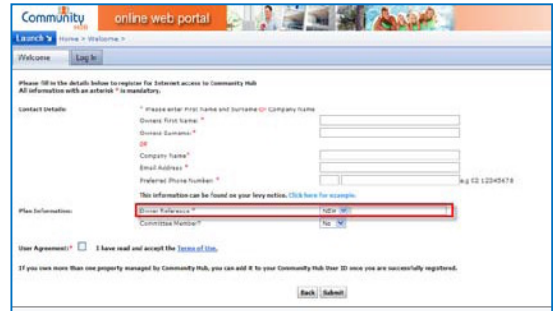 Community
HUB
online web portal
Launch
Home > Welcome >
Welcome
Log In
Please fill in the details below to register for Internet access to Community Hub
All information with an asterisk * is mandatory.
Contact Details:
* Please enter First Name and Surname Or Company Name
Owners First Name: *
Owners Surname: *
OR
Company Name*
Email Address *
Preferred Phone Number: *
e.g 02 12345678
This information can be found on your levy notice. Click here for example.
Plan Information:
Owner Reference *
NEW
Committee Member?
No
User Agreement:*
I have read and accept the Terms of Use.
If you own more than one property managed by Community Hub, you can add it to your Community Hub User ID once you are successfully registered.
Back
Submit